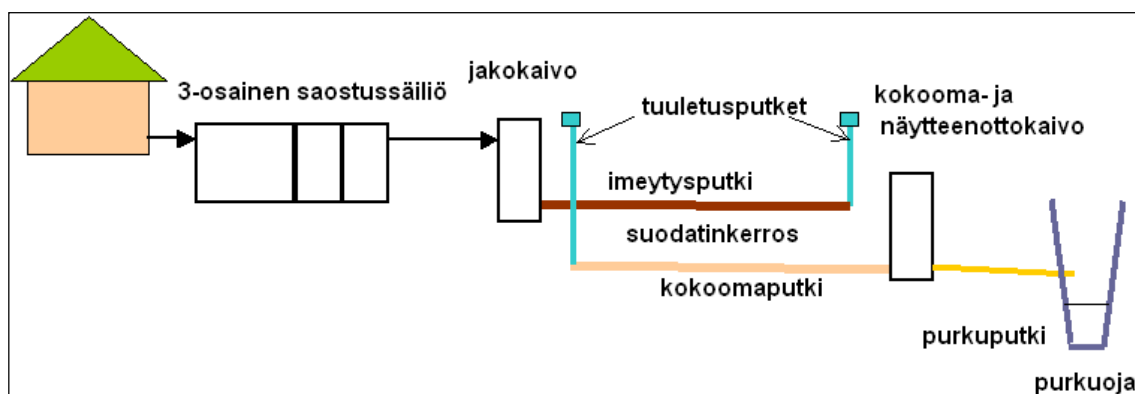 3-osainen saostussäiliö
jakokaivo
tuuletusputket
kokooma- ja
näytteenottokaivo
imeytysputki
suodatinkerros
kokoomaputki
purkuputki
purkuoja